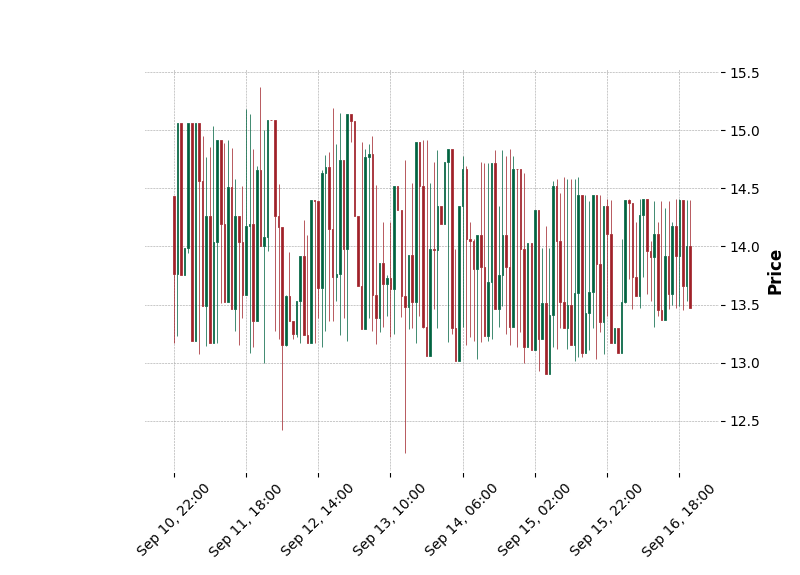 15.5
15.0
14.5
14.0
13.5
13.0
12.5
Price
Sep 10, 22:00
Sep 11, 18:00
Sep 12, 14:00
Sep 13, 10:00
Sep 14, 06:00
Sep 15, 02:00
Sep 15, 22:00
Sep 16, 18:00